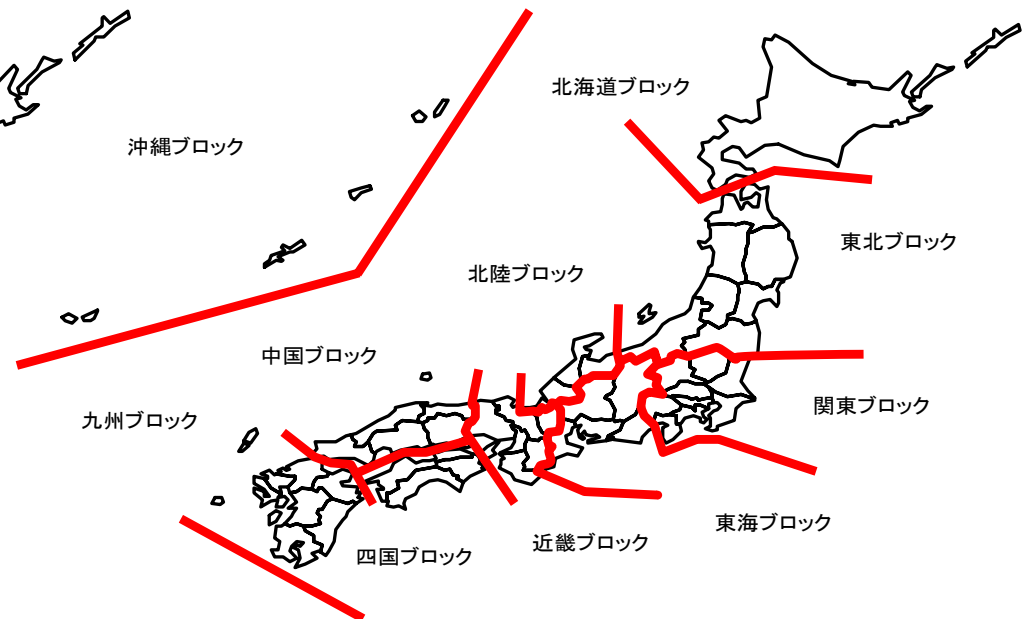 北海道ブロック
沖縄ブロック
東北ブロック
北陸ブロック
中国ブロック
関東ブロック
九州ブロック
東海ブロック
近畿ブロック
四国ブロック